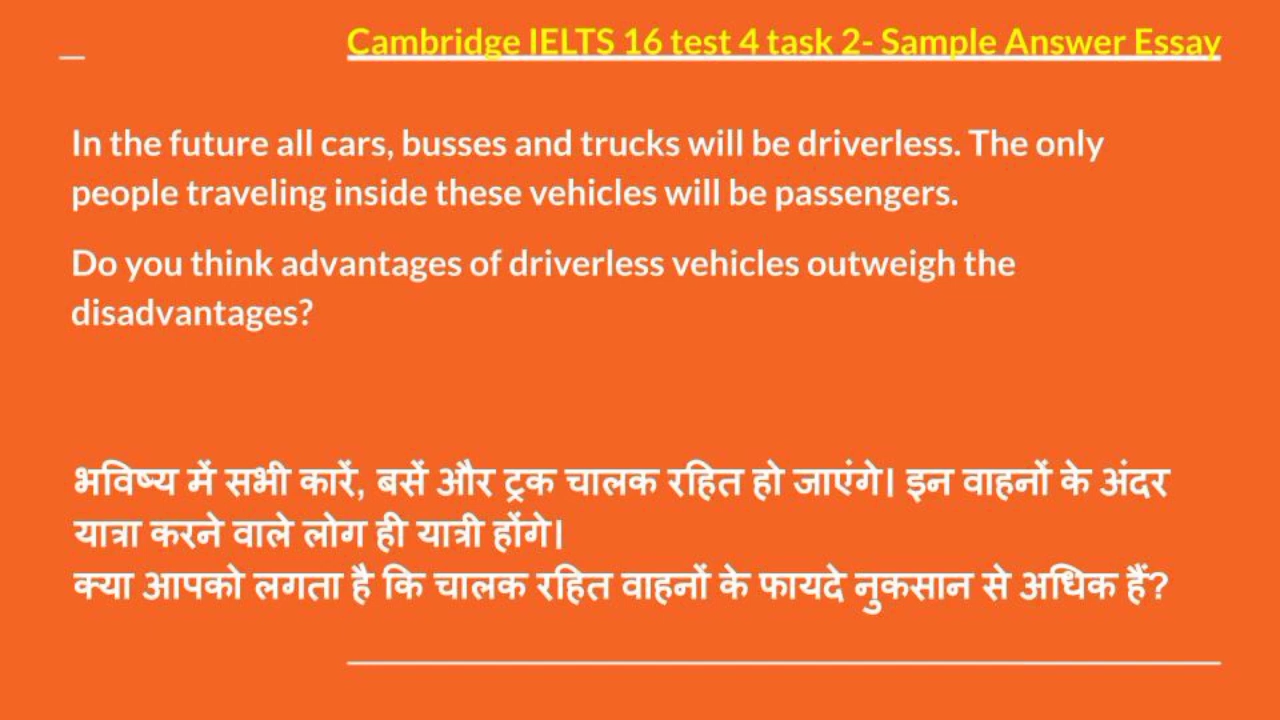 Cambridge IELTS 16 test 4 task 2- Sample Answer Essay
In the future all cars, busses and trucks will be driverless. The only
people traveling inside these vehicles will be passengers.
Do you think advantages of driverless vehicles outweigh the
disadvantages?
भविष्य में सभी कारें, बसें और ट्रक चालक रहित हो जाएंगे। इन वाहनों के अंदर
यात्रा करने वाले लोग ही यात्री होंगे।
क्या आपको लगता है कि चालक रहित वाहनों के फायदे नुकसान से अधिक हैं?